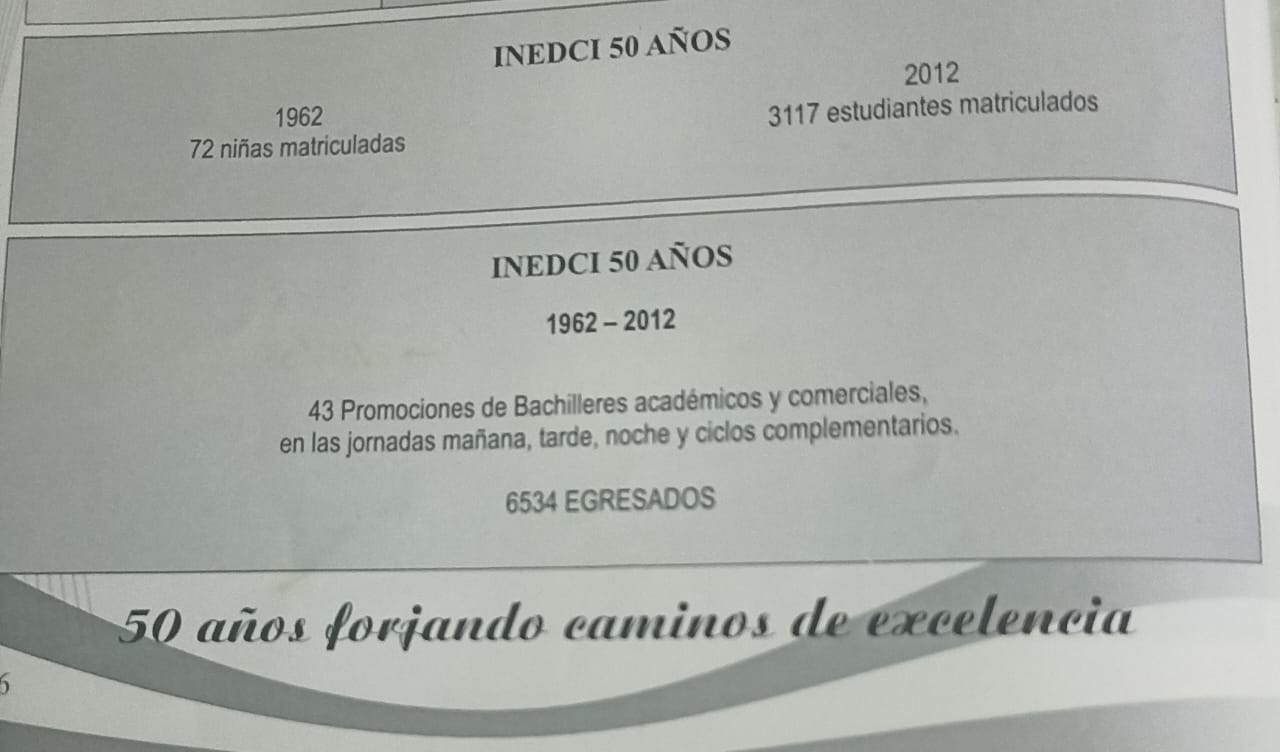 INEDCI 50 AÑOS
1962
72 niñas matriculadas
2012
3117 estudiantes matriculados
INEDCI 50 AÑOS
1962 – 2012
43 Promociones de Bachilleres académicos y comerciales,
en las jornadas mañana, tarde, noche y ciclos complementarios.
6534 EGRESADOS
50 años forjando caminos de excelencia